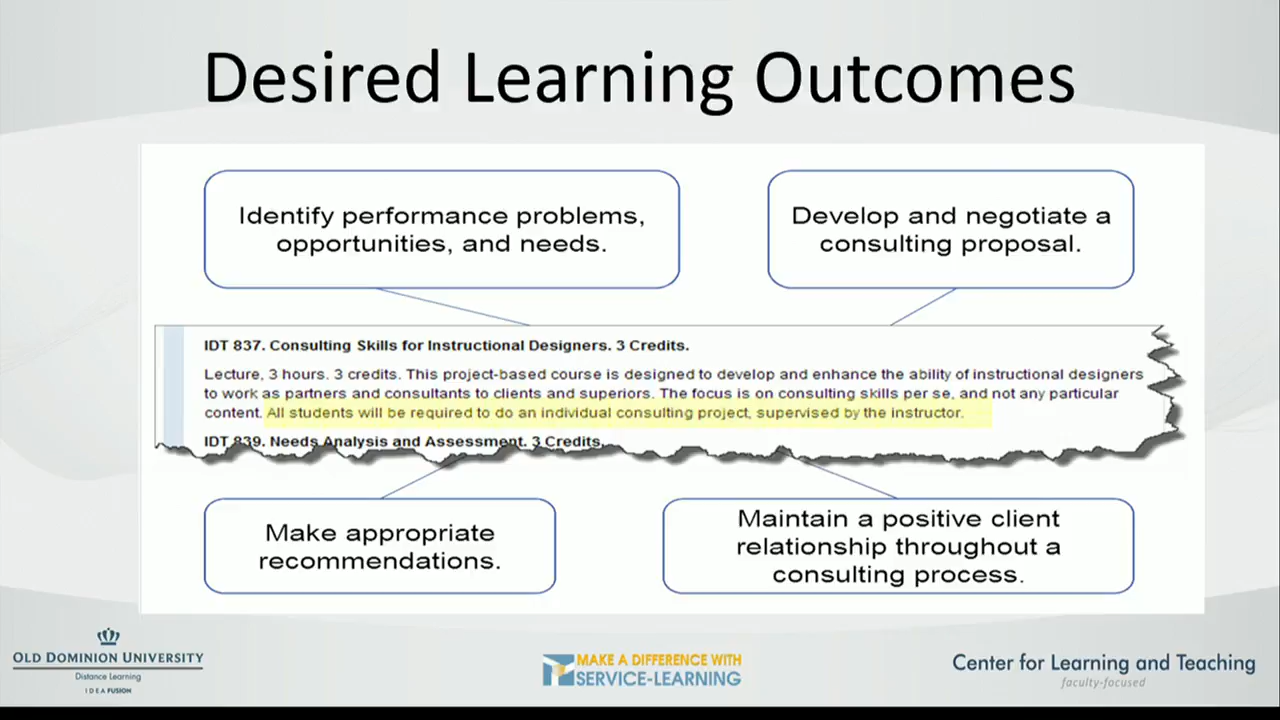 Desired Learning Outcomes
Identify performance problems,
opportunities, and needs.
Develop and negotiate a
consulting proposal.
IDT 837. Consulting Skills for Instructional Designers. 3 Credits.
Lecture, 3 hours. 3 credits. This project-based course is designed to develop and enhance the ability of instructional designers
to work as partners and consultants to clients and superiors. The focus is on consulting skills per se, and not any particular
content. All students will be required to do an individual consulting project, supervised by the instructor.
IDT 839. Needs Analysis and Assessment. 3 Credits.
Make appropriate
recommendations.
Maintain a positive client
relationship throughout a
consulting process.
OLD DOMINION UNIVERSITY
Distance Learning
IDEA FUSION
MAKE A DIFFERENCE WITH
SERVICE-LEARNING
Center for Learning and Teaching
faculty-focused